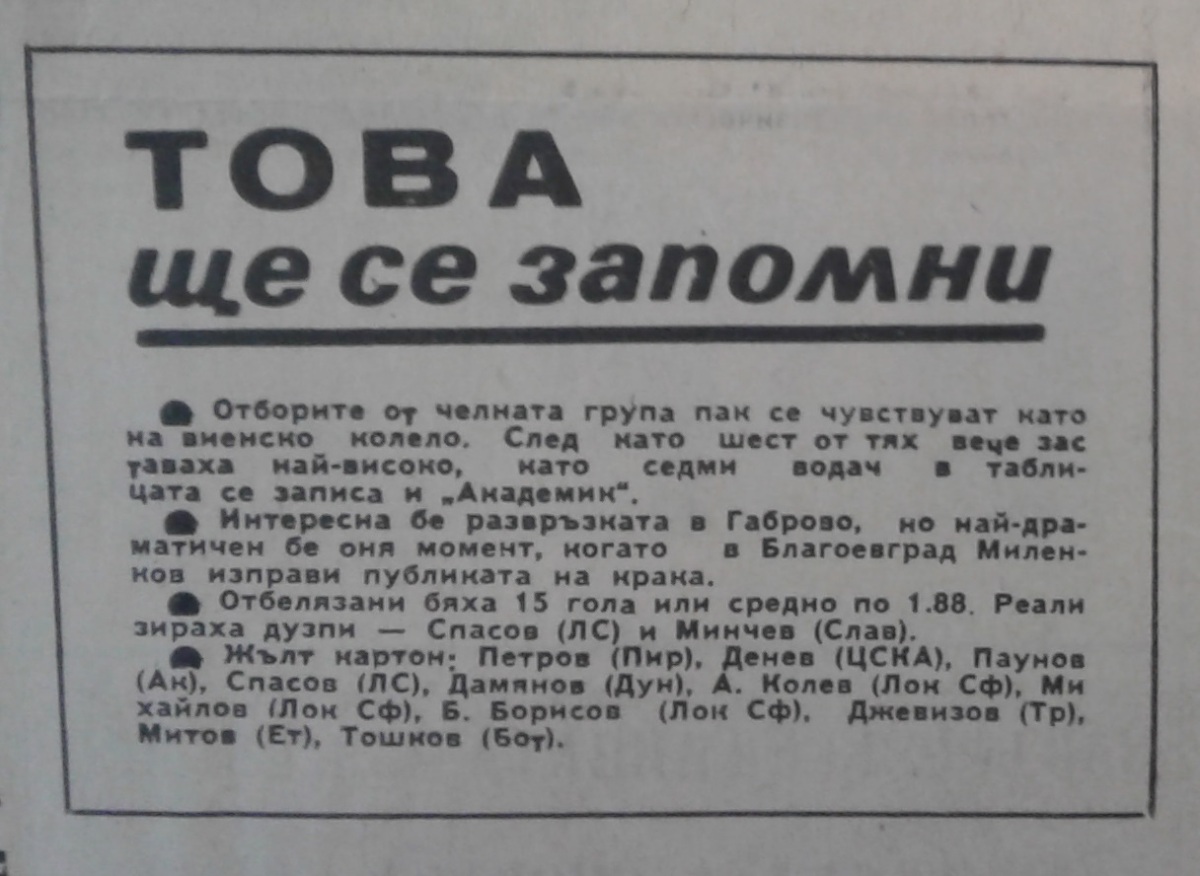 ТОВА
ще се запомни
● Отборите от челната група пак се чувствуват като
на виенско колело. След като шест от тях вече зас
таваха най-високо, като седми водач в табли-
цата се записа и „Академик“.
● Интересна бе развръзката в Габрово, но най-дра-
матичен бе оня момент, когато в Благоевград Милен-
ков изправи публиката на крака.
● Отбелязани бяха 15 гола или средно по 1.88. Реали
зираха дузпи — Спасов (ЛС) и Минчев (Слав).
● Жълт картон: Петров (Пир), Денев (ЦСКА), Паунов
(Ак), Спасов (ЛС), Дамянов (Дун), А. Колев (Лок Сф), Ми
хайлов (Лок Сф), Б. Борисов (Лок Сф), Джевизов (Тр),
Митов (Ет), Тошков (Бот).